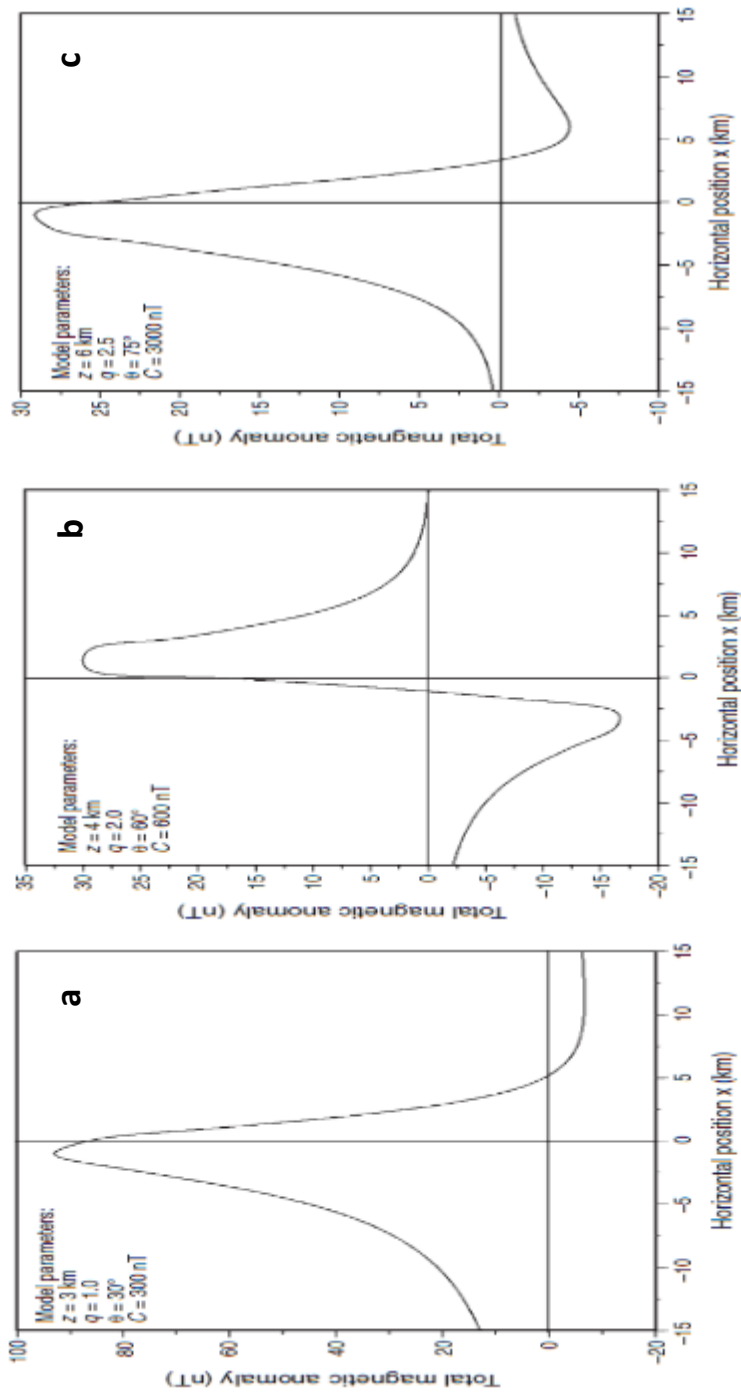 a
Model parameters:
z = 3 km
q = 1.0
θ = 30°
C = 300 nT
Total magnetic anomaly (nT)
100
80
60
40
20
0
−20
−15 −10 −5 0 5 10 15
Horizontal position x (km)
b
Model parameters:
z = 4 km
q = 2.0
θ = 60°
C = 600 nT
Total magnetic anomaly (nT)
35
30
25
20
15
10
5
0
−5
−10
−15
−20
−15 −10 −5 0 5 10 15
Horizontal position x (km)
c
Model parameters:
z = 6 km
q = 2.5
θ = 75°
C = 3000 nT
Total magnetic anomaly (nT)
30
25
20
15
10
5
0
−5
−10
−15 −10 −5 0 5 10 15
Horizontal position x (km)